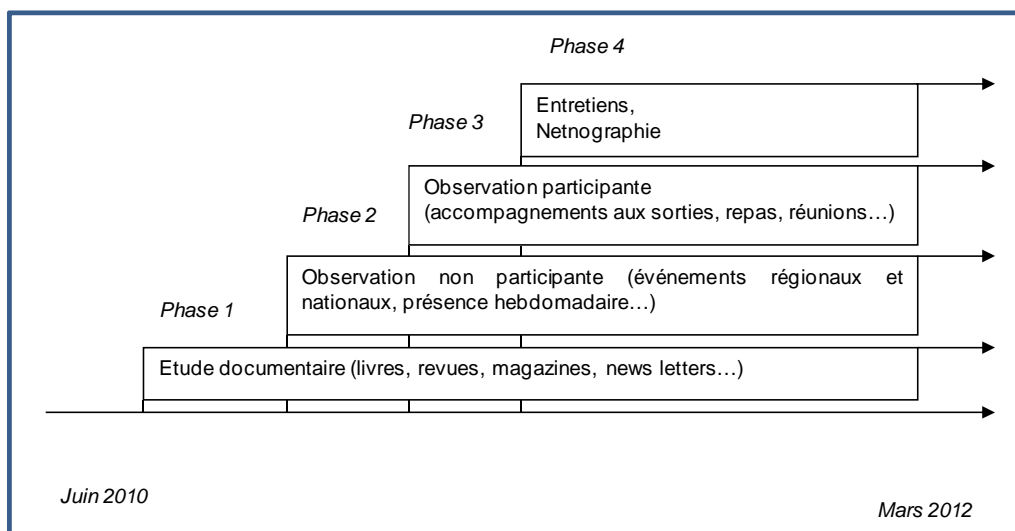 Phase 4
Entretiens,
Netnographie
Phase 3
Observation participante
(accompagnements aux sorties, repas, réunions…)
Phase 2
Observation non participante (événements régionaux et
nationaux, présence hebdomadaire…)
Phase 1
Etude documentaire (livres, revues, magazines, news letters…)
Juin 2010
Mars 2012